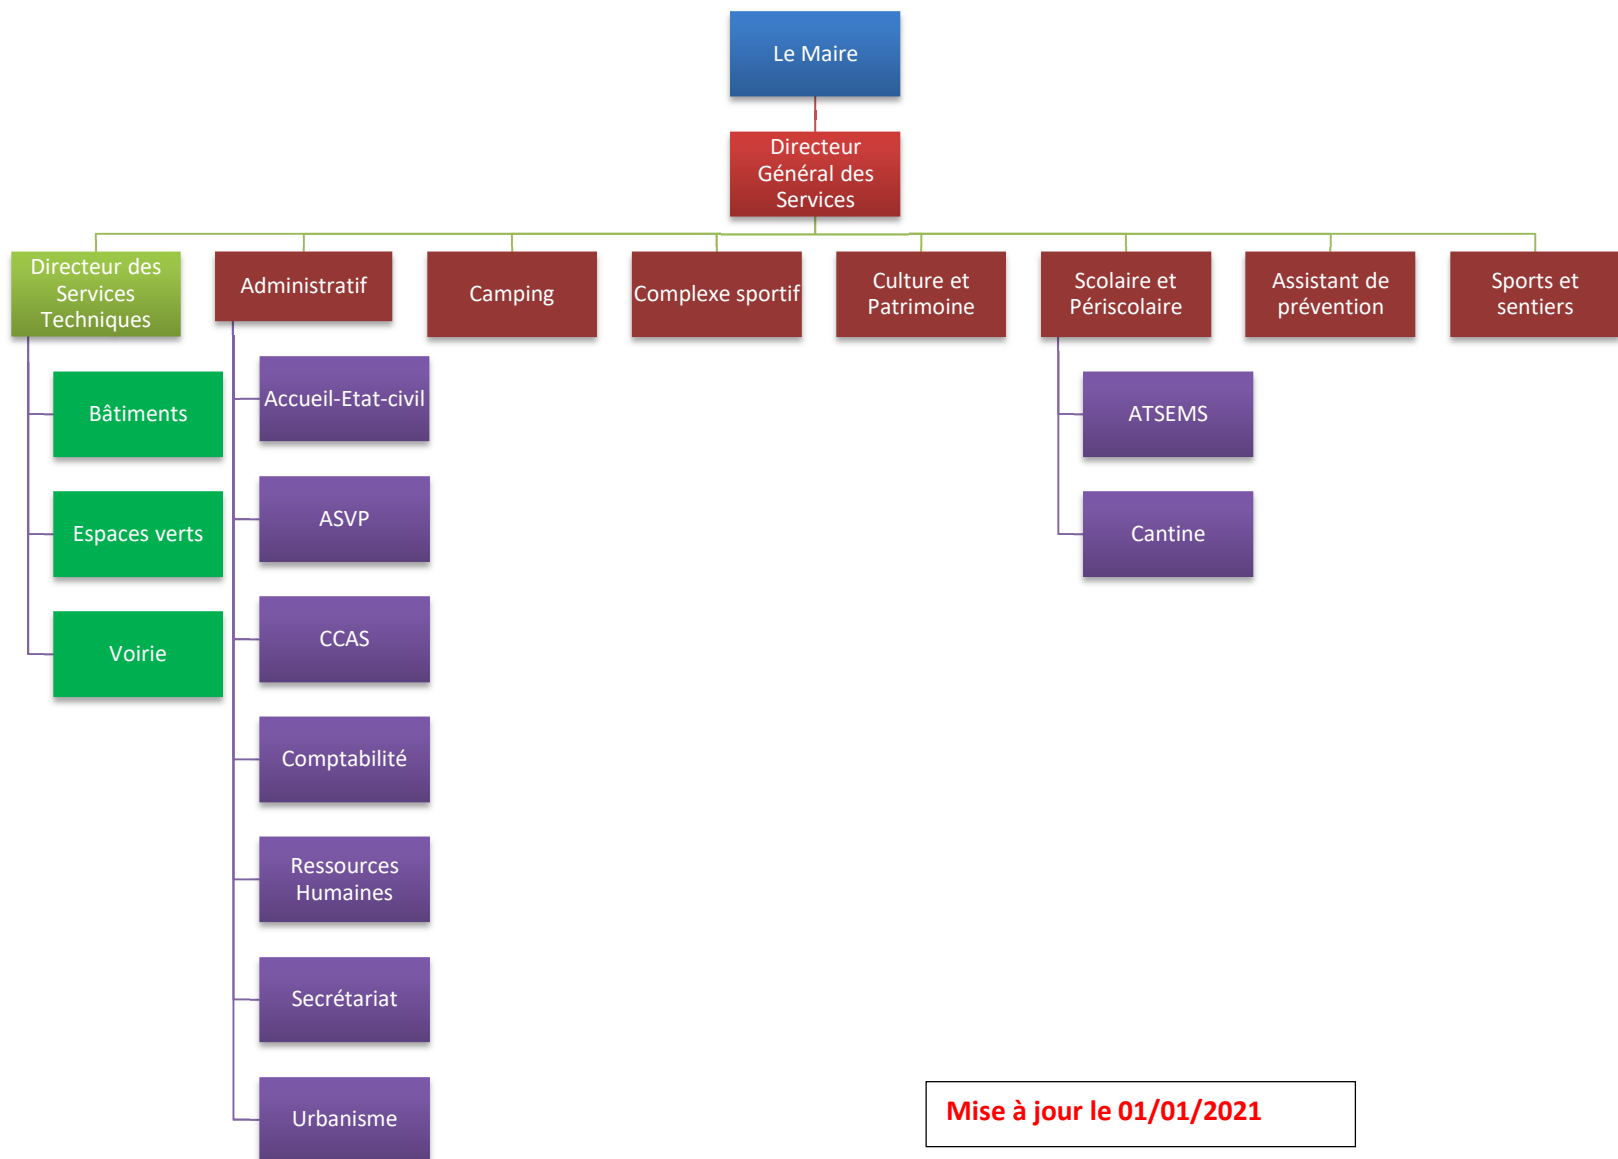 Le Maire
Directeur
Général des
Services
Directeur des
Services
Techniques
Administratif
Camping
Complexe sportif
Culture et
Patrimoine
Scolaire et
Périscolaire
Assistant de
prévention
Sports et
sentiers
Bâtiments
Espaces verts
Voirie
Accueil-Etat-civil
ASVP
CCAS
Comptabilité
Ressources
Humaines
Secrétariat
Urbanisme
ATSEMS
Cantine
Mise à jour le 01/01/2021